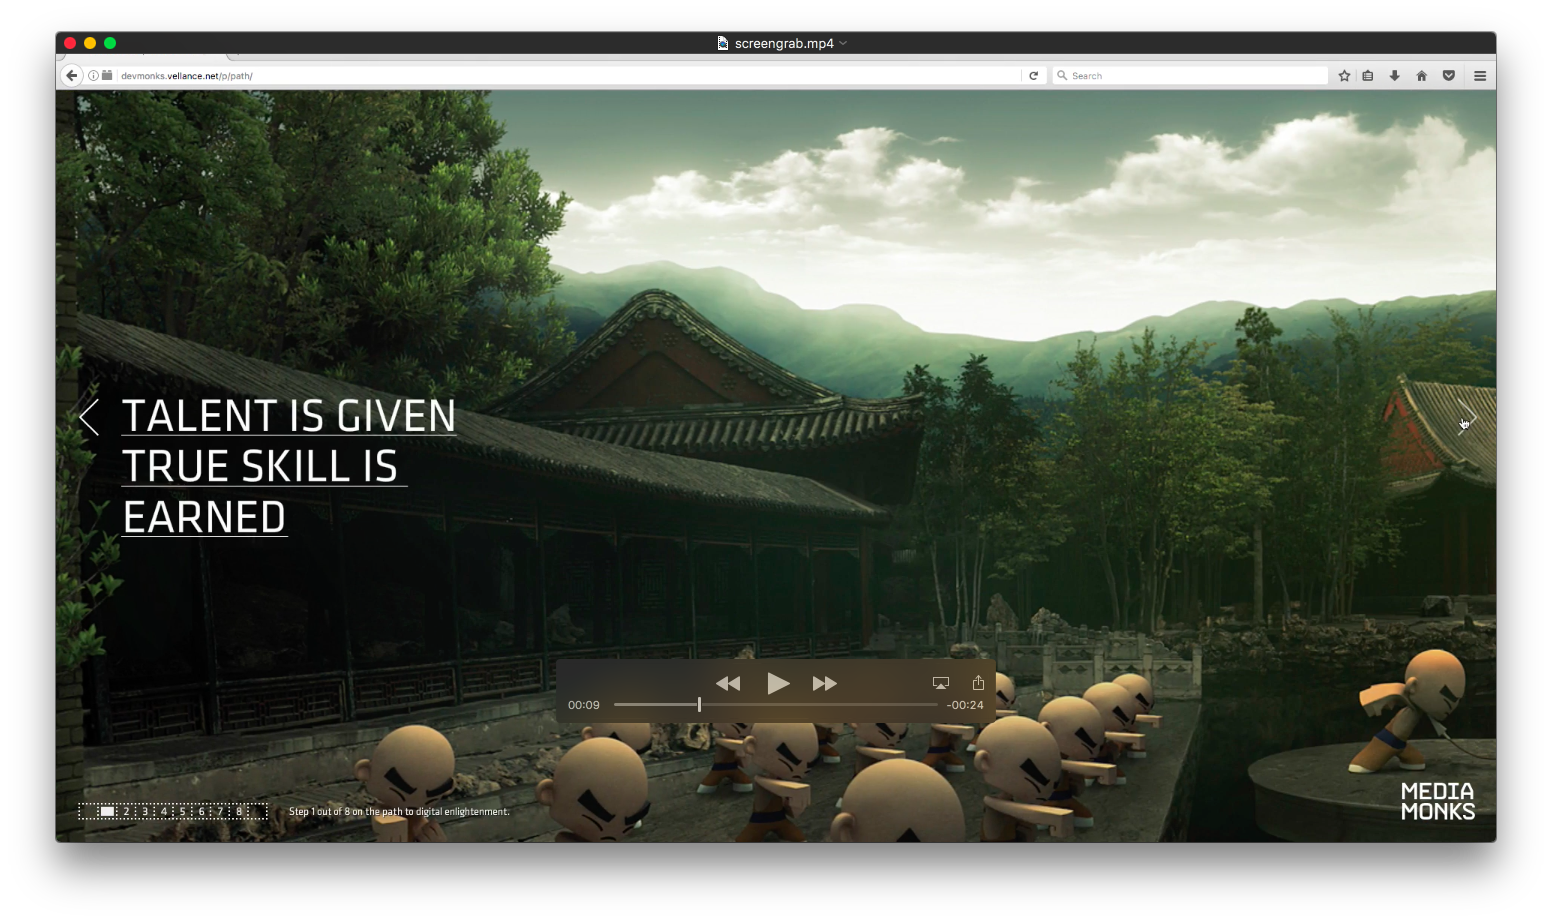 screengrab.mp4
devmonks.vellance.net/p/path/
Search
TALENT IS GIVEN
TRUE SKILL IS
EARNED
00:09
-00:24
2 3 4 5 6 7 8
Step 1 out of 8 on the path to digital enlightenment.
MEDIA
MONKS